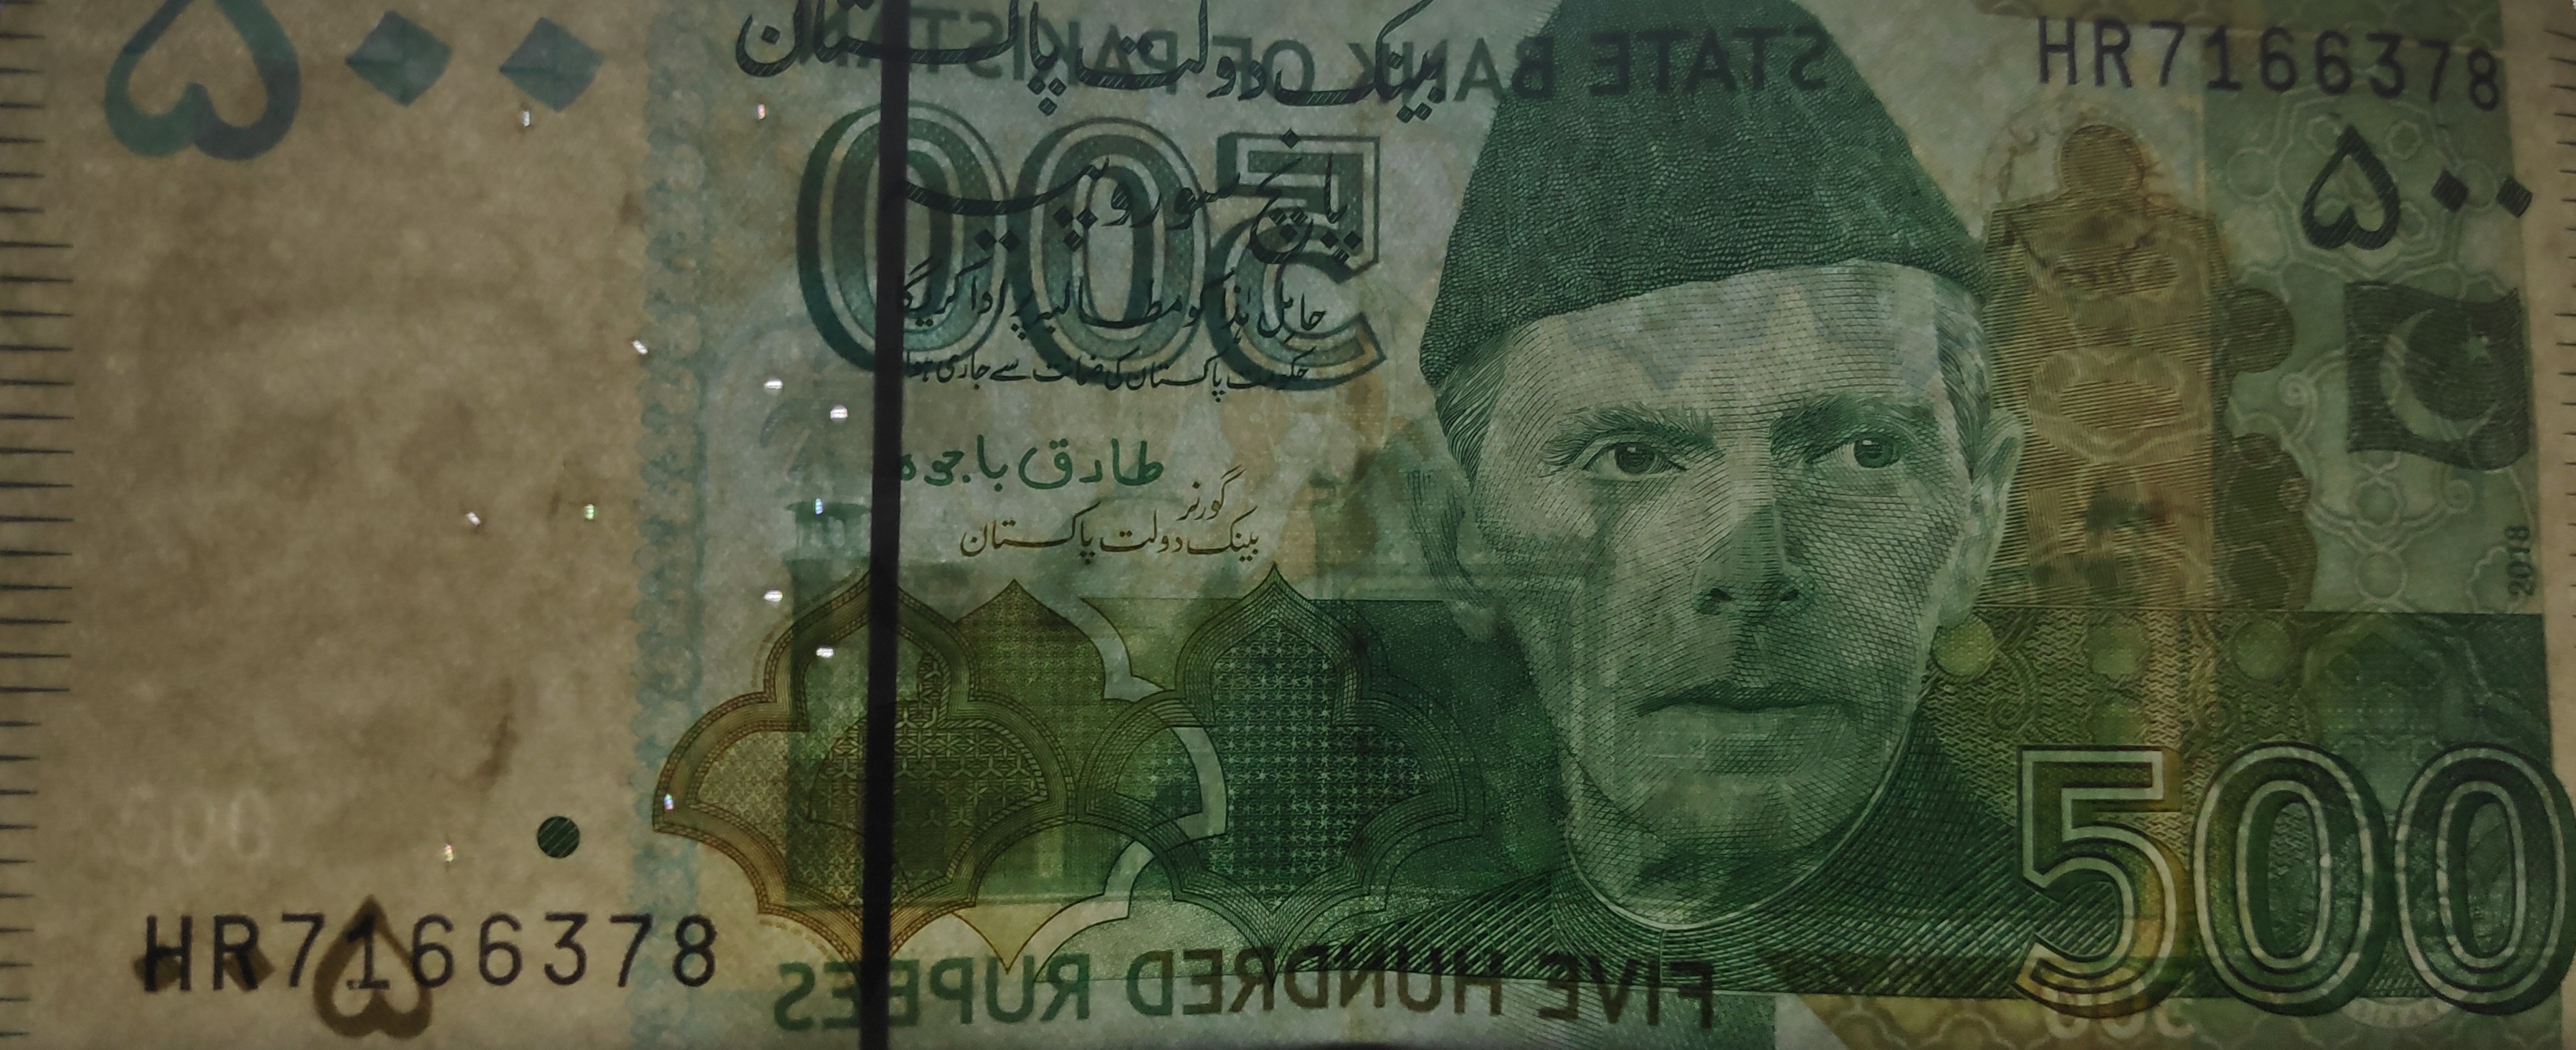 ۵۰۰
بینک دولت پاکستان
STATE BANK OF PAKISTAN
HR7166378
500
۵۰۰
پانچ سو روپیہ
حامل ہٰذا کو مطالبہ پر ادا کریگا
حکومت پاکستان کی ضمانت سے جاری ہوا
طارق باجوہ
گورنر
بینک دولت پاکستان
2018
500
500
HR7166378
FIVE HUNDRED RUPEES